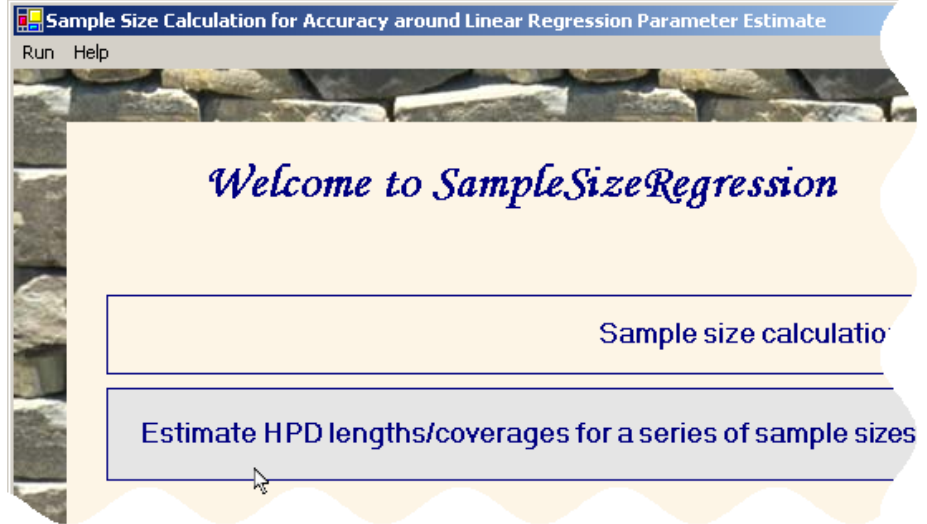 Sample Size Calculation for Accuracy around Linear Regression Parameter Estimate
Run Help
Welcome to SampleSizeRegression
Sample size
Estimate HPD lengths/coverages for a series of sample sizes